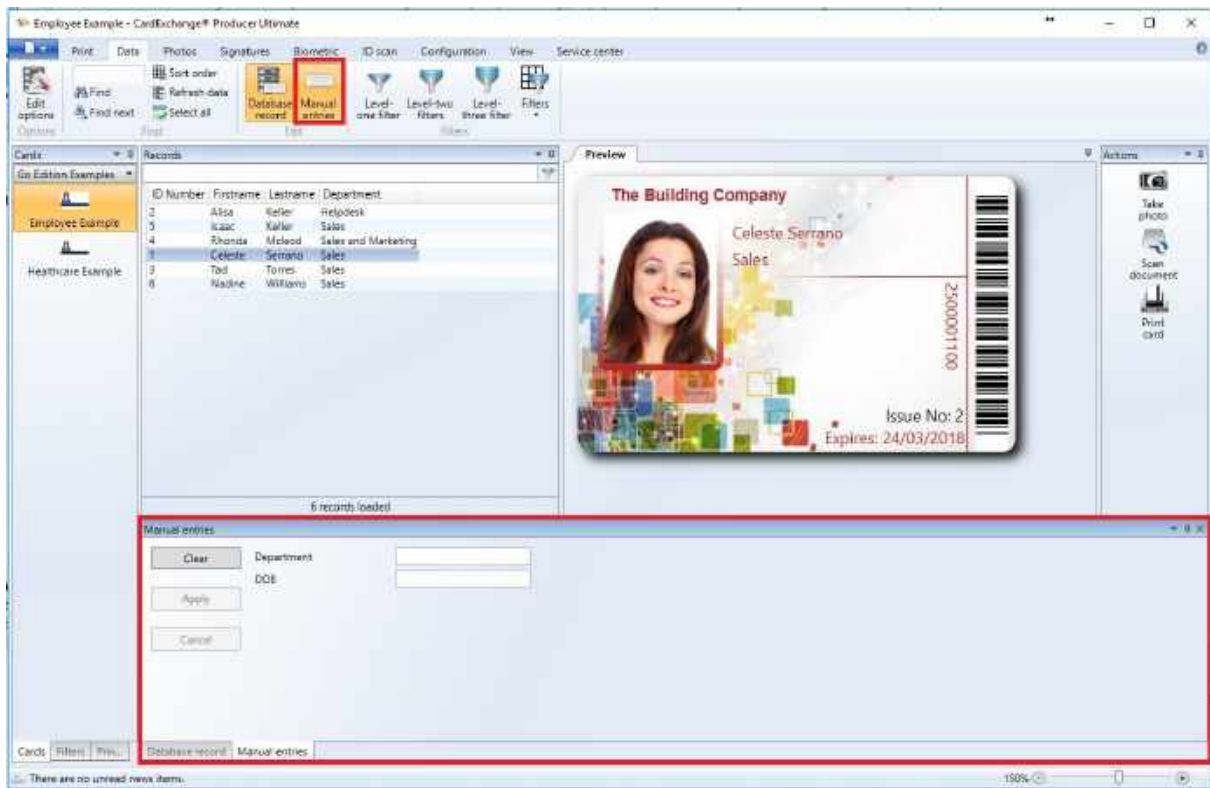 Employee Example - CardExchange® Producer Ultimate
Print Data Photos Signatures Biometric ID scan Configuration View Service center
Edit options
Find
Find next
Sort order
Refresh data
Select all
Database record
Manual entries
Level-one filter
Level-two filters
Level-three filter
Filters
Options
Find
Edit
Filters
Cards
Go Edition Examples
Employee Example
Healthcare Example
Records
ID Number Firstname Lastname Department
2 Alisa Keller Helpdesk
5 Isaac Keller Sales
4 Rhonda Mcleod Sales and Marketing
1 Celeste Serrano Sales
3 Tad Torres Sales
6 Nadine Williams Sales
6 records loaded
Preview
The Building Company
Celeste Serrano
Sales
2500001100
Issue No: 2
Expires: 24/03/2018
Actions
Take photo
Scan document
Print card
Manual entries
Clear
Apply
Cancel
Department
DOB
Cards Filters Prin...
Database record Manual entries
There are no unread news items.
150%